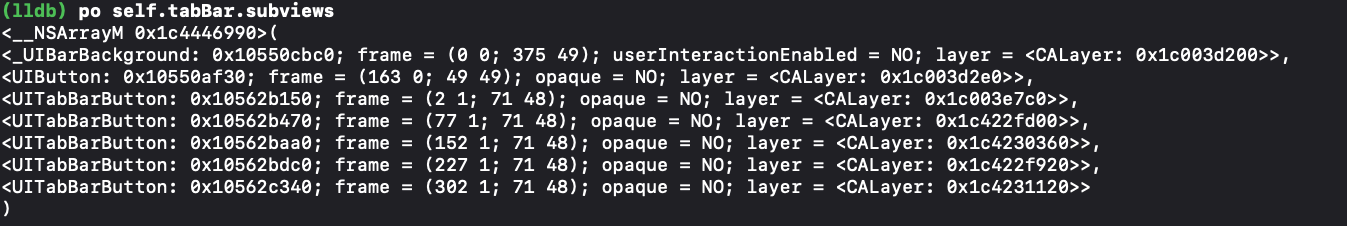 (lldb) po self.tabBar.subviews
<__NSArrayM 0x1c4446990>(
<_UIBarBackground: 0x10550cbc0; frame = (0 0; 375 49); userInteractionEnabled = NO; layer = <CALayer: 0x1c003d200>>,
<UIButton: 0x10550af30; frame = (163 0; 49 49); opaque = NO; layer = <CALayer: 0x1c003d2e0>>,
<UITabBarButton: 0x10562b150; frame = (2 1; 71 48); opaque = NO; layer = <CALayer: 0x1c003e7c0>>,
<UITabBarButton: 0x10562b470; frame = (77 1; 71 48); opaque = NO; layer = <CALayer: 0x1c422fd00>>,
<UITabBarButton: 0x10562baa0; frame = (152 1; 71 48); opaque = NO; layer = <CALayer: 0x1c4230360>>,
<UITabBarButton: 0x10562bdc0; frame = (227 1; 71 48); opaque = NO; layer = <CALayer: 0x1c422f920>>,
<UITabBarButton: 0x10562c340; frame = (302 1; 71 48); opaque = NO; layer = <CALayer: 0x1c4231120>>
)